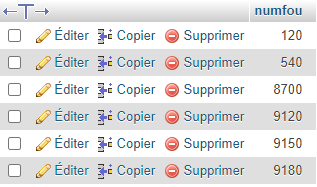 numfou
Éditer Copier Supprimer 120
Éditer Copier Supprimer 540
Éditer Copier Supprimer 8700
Éditer Copier Supprimer 9120
Éditer Copier Supprimer 9150
Éditer Copier Supprimer 9180